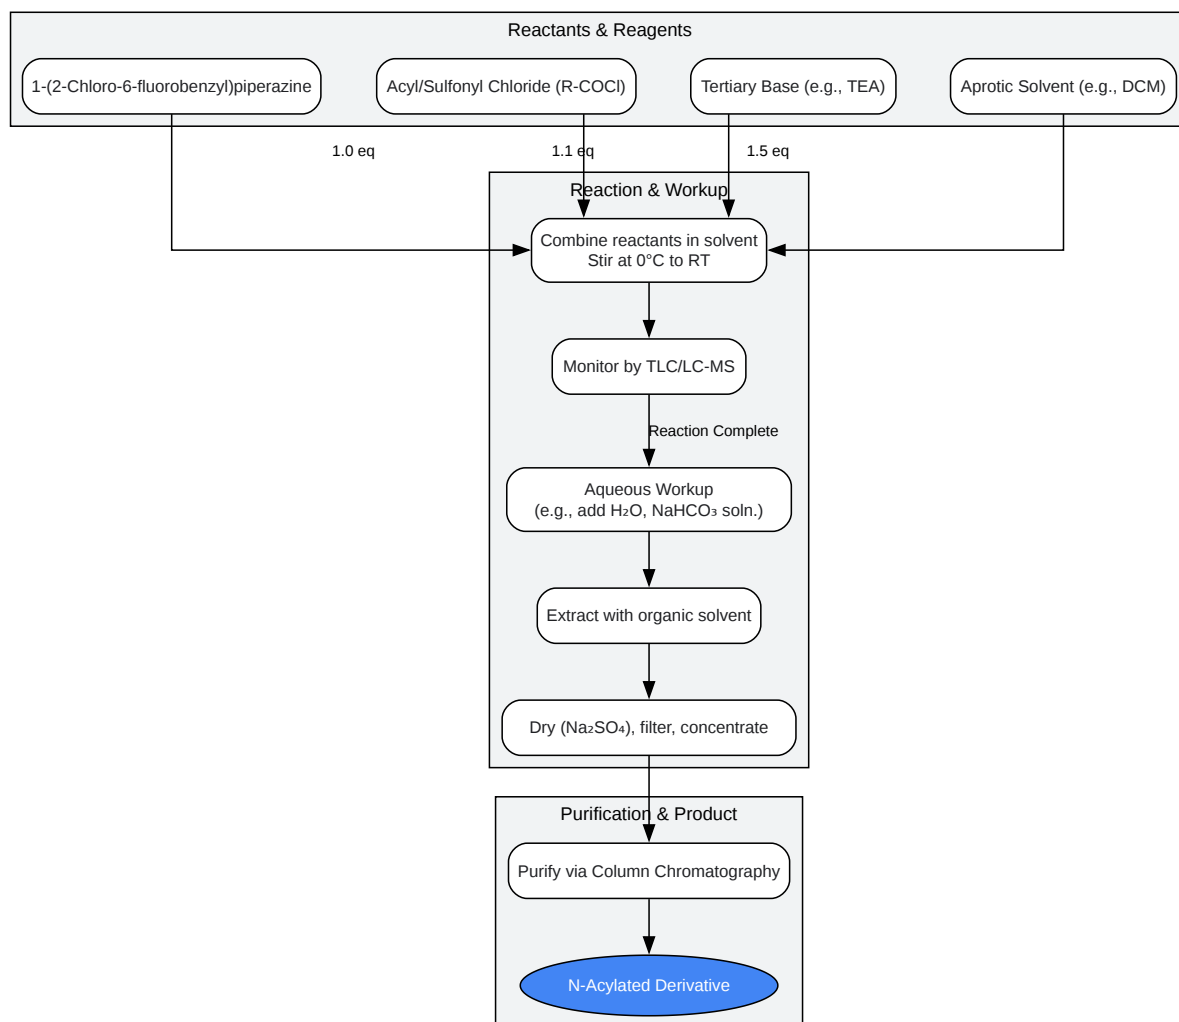 Reactants & Reagents
1-(2-Chloro-6-fluorobenzyl)piperazine
Acyl/Sulfonyl Chloride (R-COCl)
Tertiary Base (e.g., TEA)
Aprotic Solvent (e.g., DCM)
1.0 eq
1.1 eq
1.5 eq
Reaction & Workup
Combine reactants in solvent
Stir at 0°C to RT
Monitor by TLC/LC-MS
Reaction Complete
Aqueous Workup
(e.g., add H₂O, NaHCO₃ soln.)
Extract with organic solvent
Dry (Na₂SO₄), filter, concentrate
Purification & Product
Purify via Column Chromatography
N-Acylated Derivative